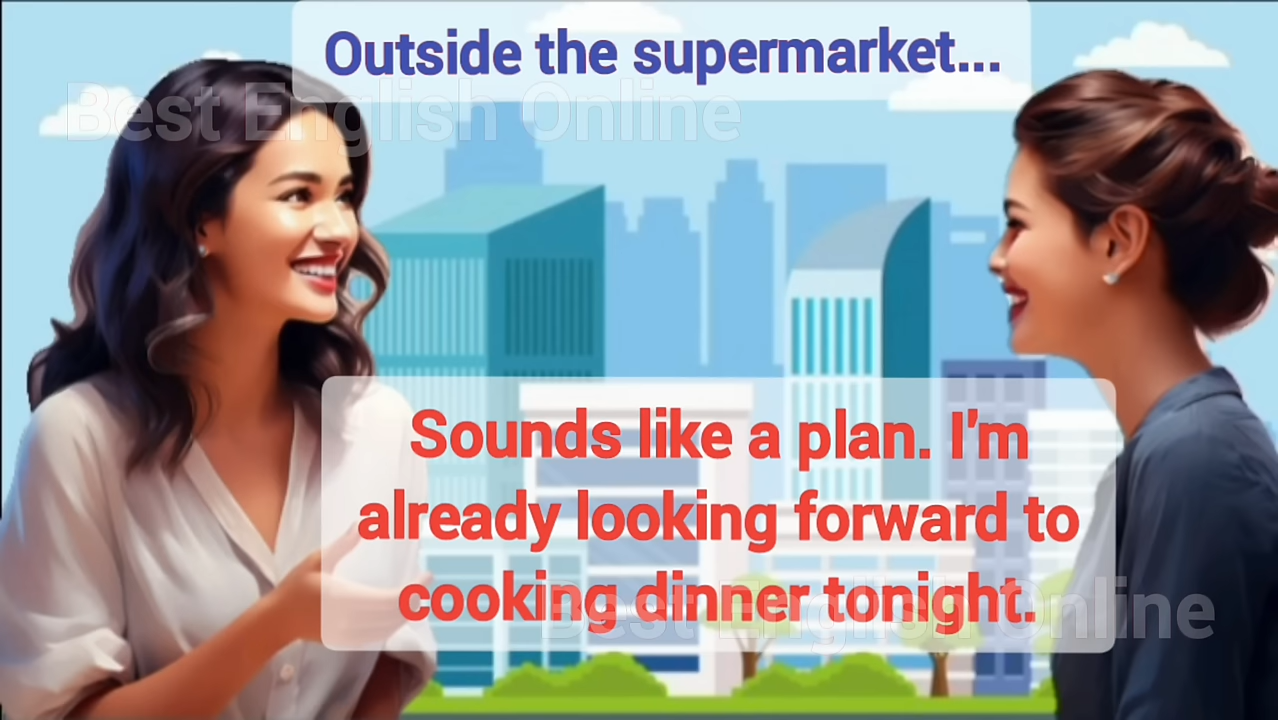 Outside the supermarket...
Best English Online
Sounds like a plan. I'm
already looking forward to
cooking dinner tonight.
Best English Online